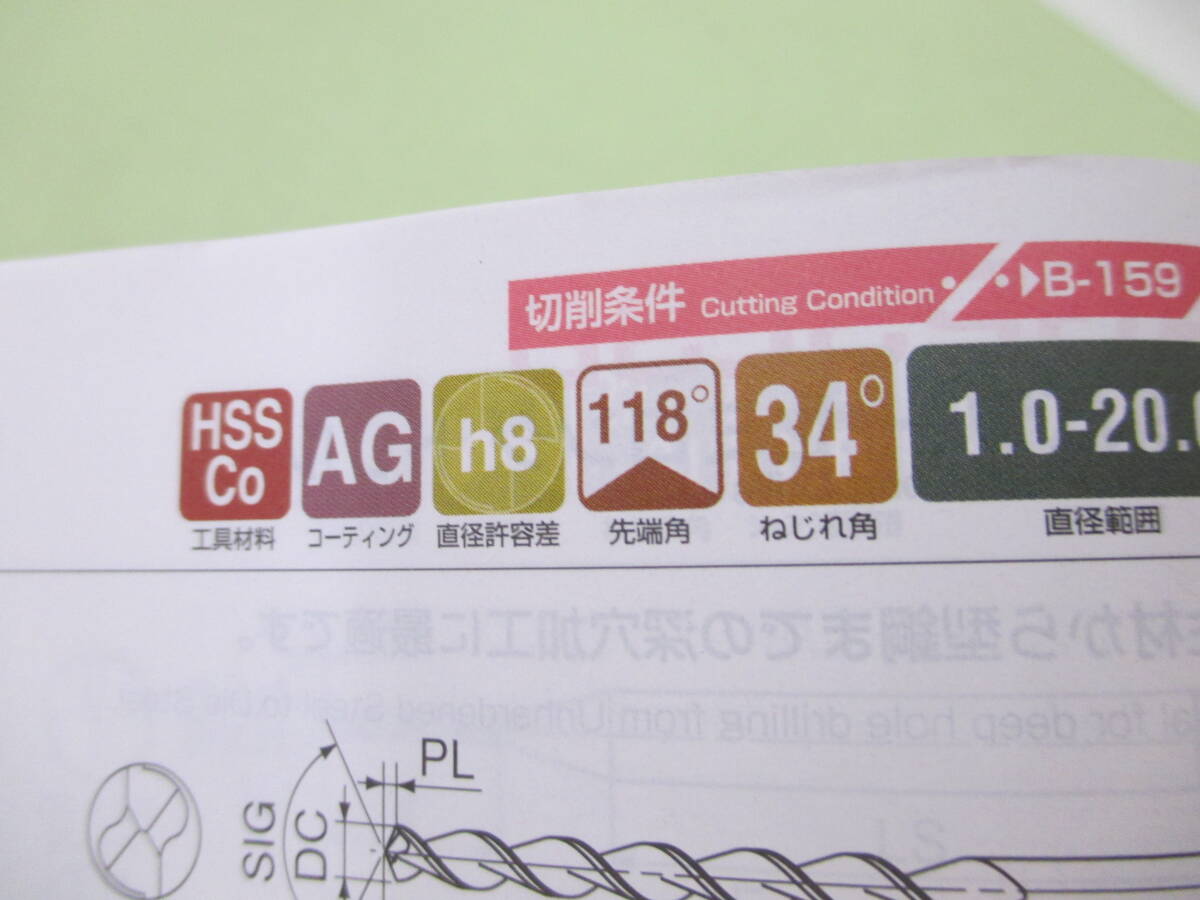 切削条件 Cutting Condition B-159
HSS Co AG h8 118° 34° 1.0-20.
工具材料 コーティング 直径許容差 先端角 ねじれ角 直径範囲
材から型鋼までの深穴加工に最適です。
al for deep hole drilling from Unhardened Steel to Die Steel.
PL
SIG
DC